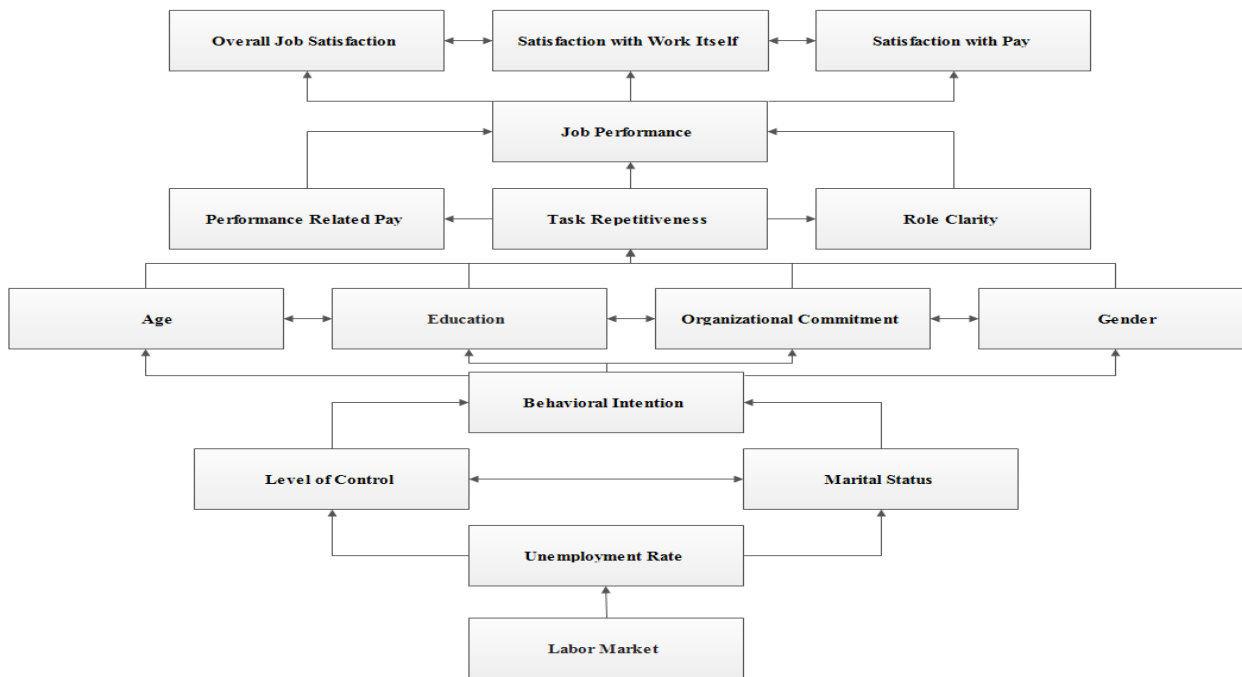 Overall Job Satisfaction
Satisfaction with Work Itself
Satisfaction with Pay
Job Performance
Performance Related Pay
Task Repetitiveness
Role Clarity
Age
Education
Organizational Commitment
Gender
Behavioral Intention
Level of Control
Marital Status
Unemployment Rate
Labor Market